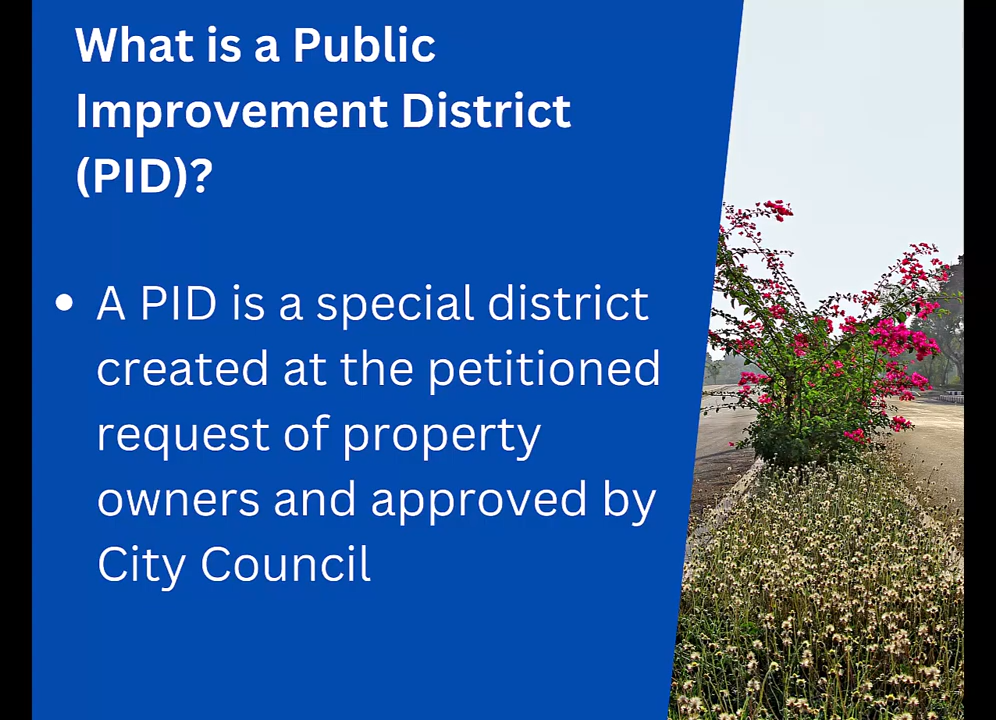 What is a Public
Improvement District
(PID)?
• A PID is a special district
created at the petitioned
request of property
owners and approved by
City Council